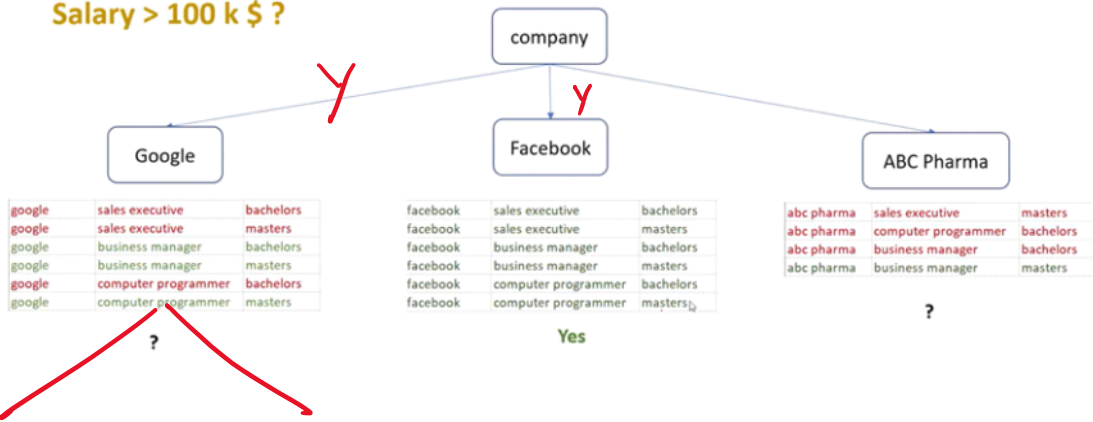 Salary > 100 k $ ?
company
Y
Y
Google
Facebook
ABC Pharma
google sales executive bachelors
google sales executive masters
google business manager bachelors
google business manager masters
google computer programmer bachelors
google computer programmer masters
?
facebook sales executive bachelors
facebook sales executive masters
facebook business manager bachelors
facebook business manager masters
facebook computer programmer bachelors
facebook computer programmer masters
Yes
abc pharma sales executive masters
abc pharma computer programmer bachelors
abc pharma business manager bachelors
abc pharma business manager masters
?